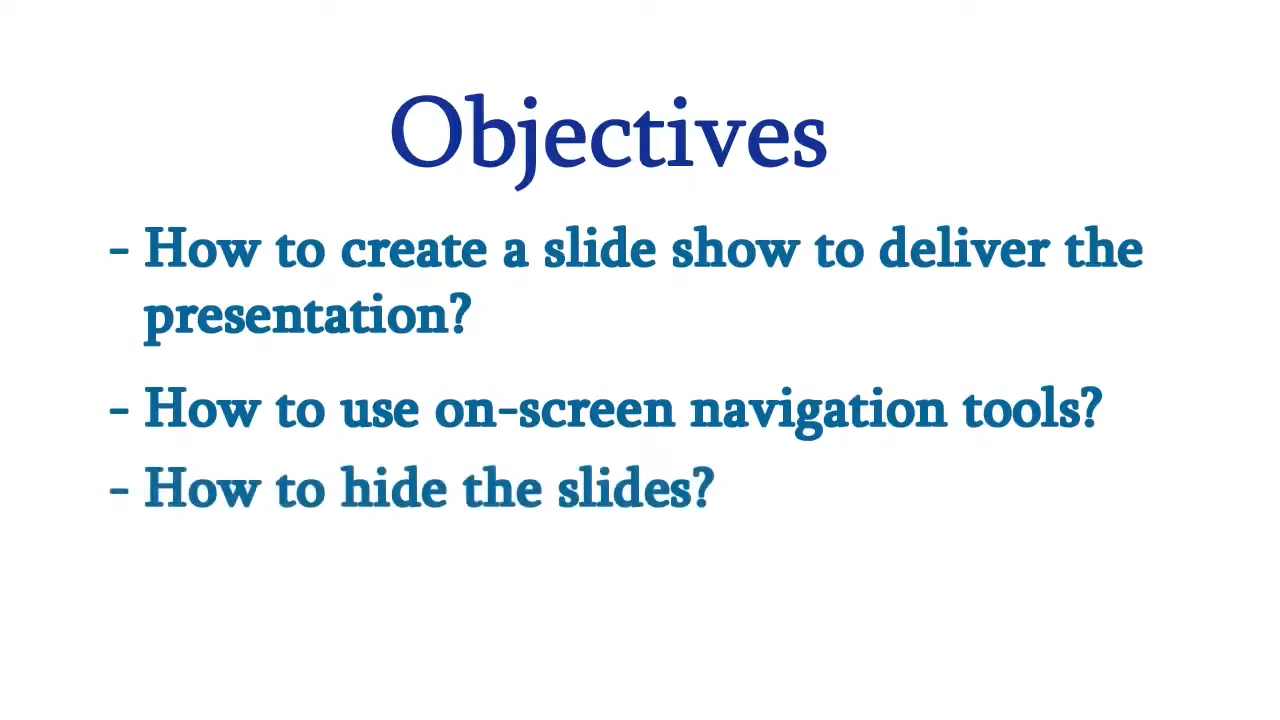 Objectives
- How to create a slide show to deliver the
presentation?
- How to use on-screen navigation tools?
- How to hide the slides?